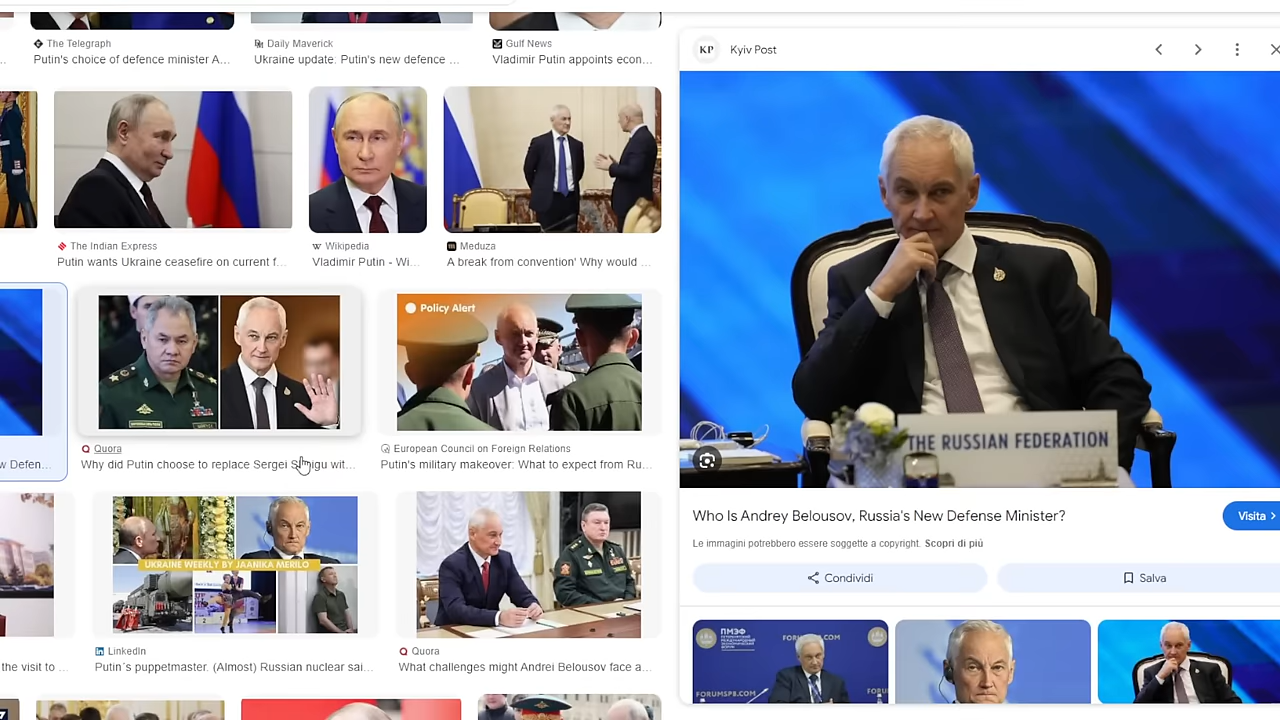 The Telegraph
Putin's choice of defence minister A...
Daily Maverick
Ukraine update: Putin's new defence ...
Gulf News
Vladimir Putin appoints econ...
The Indian Express
Putin wants Ukraine ceasefire on current f...
W Wikipedia
Vladimir Putin - Wi...
Meduza
A break from convention' Why would ...
w Defen...
Quora
Why did Putin choose to replace Sergei wit...
Policy Alert
European Council on Foreign Relations
Putin's military makeover: What to expect from Ru...
the visit to ...
UKRAINE WEEKLY BY JAANIKA MERILO
LinkedIn
Putin´s puppetmaster. (Almost) Russian nuclear sai...
Quora
What challenges might Andrei Belousov face a...
KP
Kyiv Post
THE RUSSIAN FEDERATION
Who Is Andrey Belousov, Russia's New Defense Minister?
Visita
Le immagini potrebbero essere soggette a copyright. Scopri di più
Condividi
Salva
ПМЭФ
FORUMSPB.COM